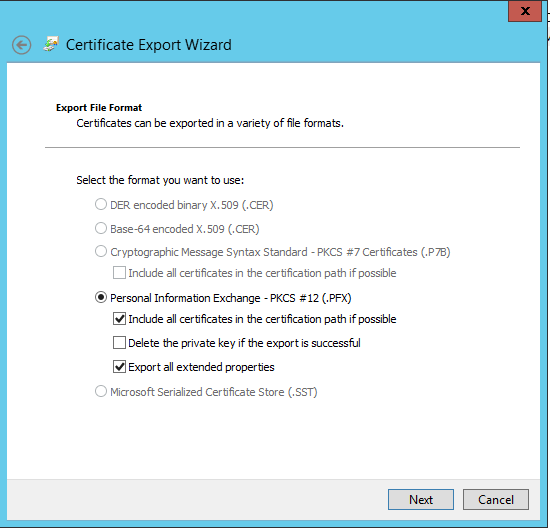 x
Certificate Export Wizard
Export File Format
Certificates can be exported in a variety of file formats.
Select the format you want to use:
DER encoded binary X.509 (.CER)
Base-64 encoded X.509 (.CER)
Cryptographic Message Syntax Standard - PKCS #7 Certificates (.P7B)
Include all certificates in the certification path if possible
Personal Information Exchange - PKCS #12 (.PFX)
Include all certificates in the certification path if possible
Delete the private key if the export is successful
Export all extended properties
Microsoft Serialized Certificate Store (.SST)
Next Cancel